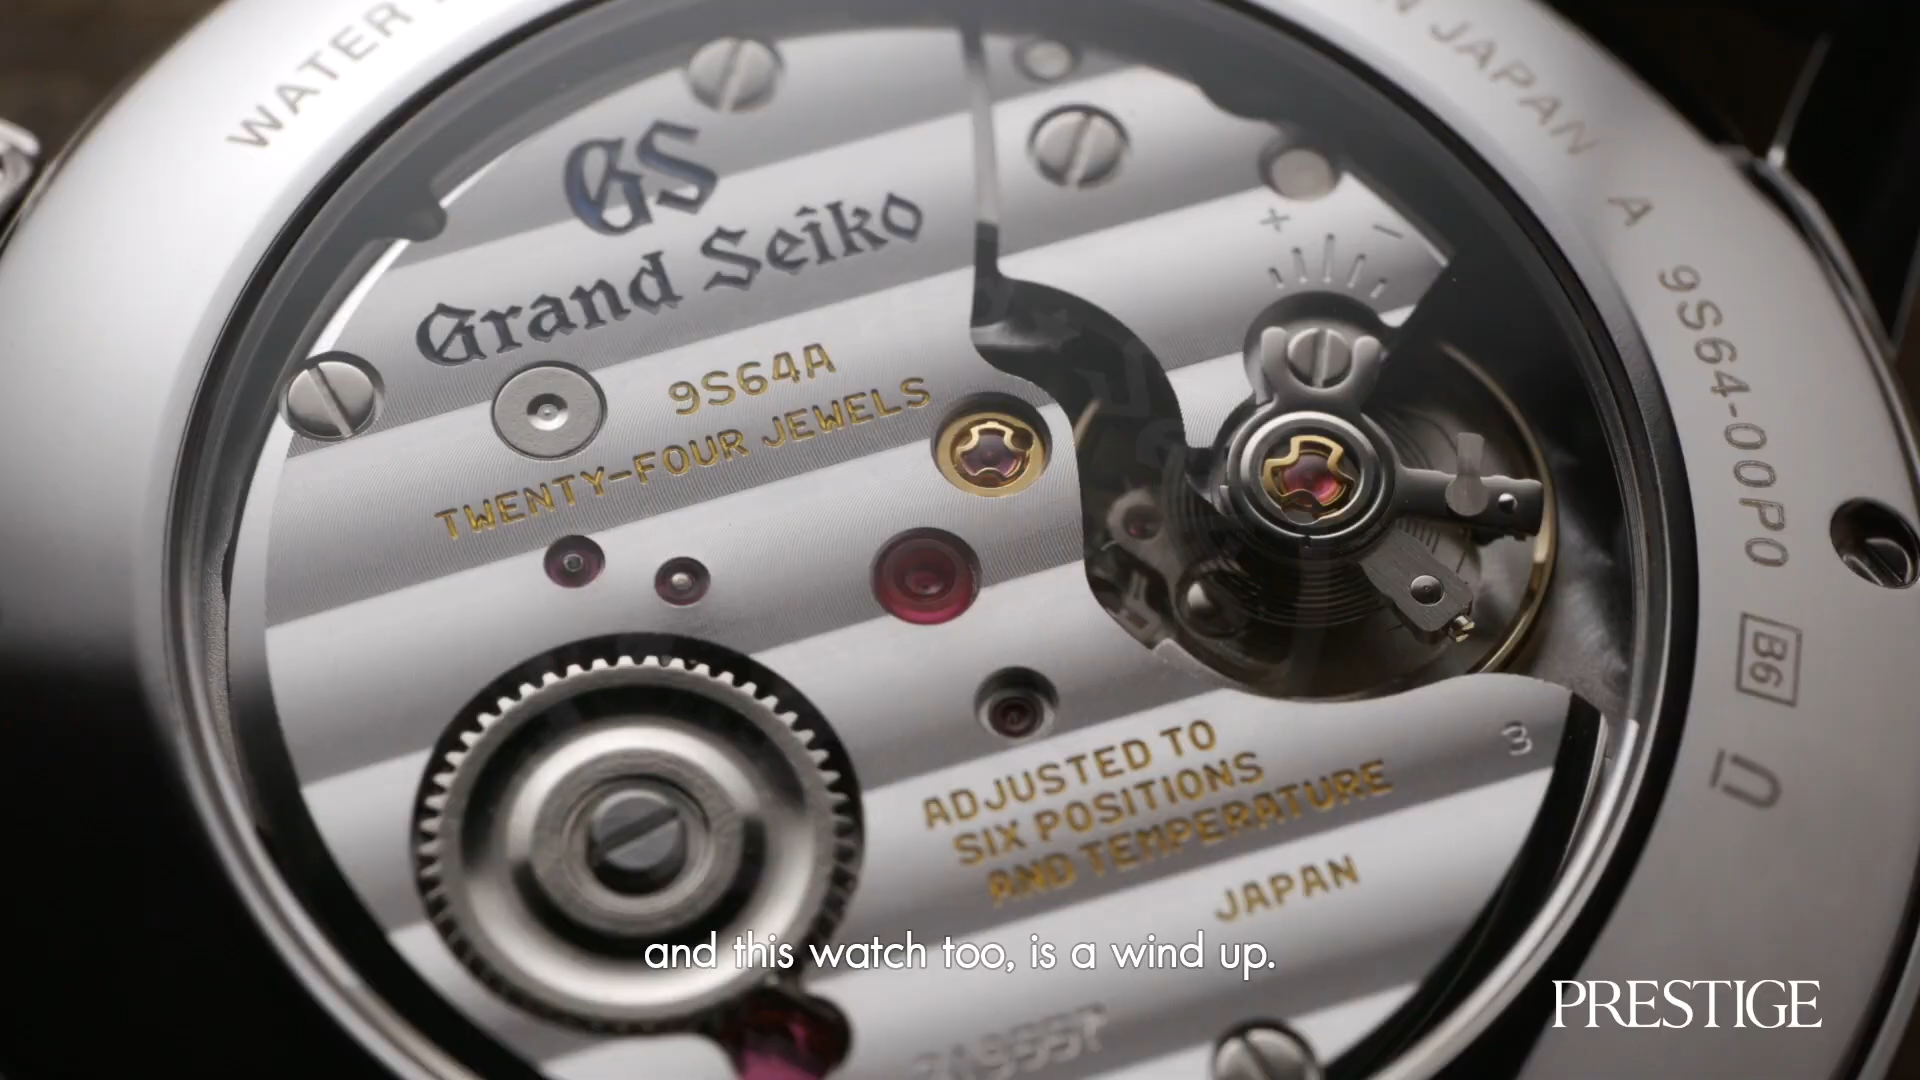 WATER
N JAPAN A 9S64-00P0 B6
GS
Grand Seiko
9S64A
TWENTY-FOUR JEWELS
+ -
ADJUSTED TO
SIX POSITIONS
AND TEMPERATURE
3
JAPAN
and this watch too, is a wind up.
PRESTIGE